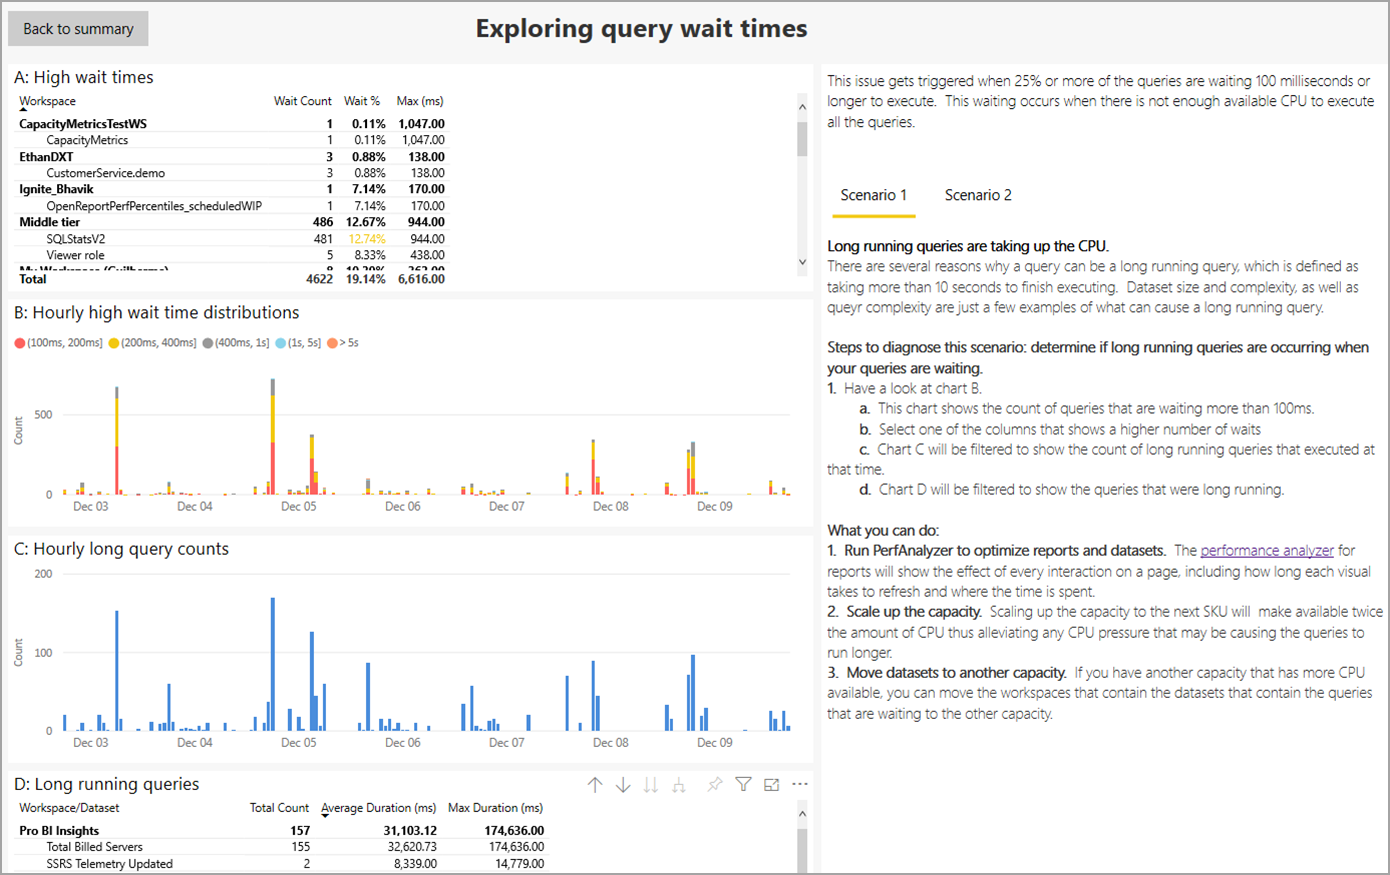 Back to summary
Exploring query wait times
A: High wait times
Workspace Wait Count Wait % Max (ms)
CapacityMetricsTestWS 1 0.11% 1,047.00
CapacityMetrics 1 0.11% 1,047.00
EthanDXT 3 0.88% 138.00
CustomerService.demo 3 0.88% 138.00
Ignite_Bhavik 1 7.14% 170.00
OpenReportPerfPercentiles_scheduledWIP 1 7.14% 170.00
Middle tier 486 12.67% 944.00
SQLStatsV2 481 12.74% 944.00
Viewer role 5 8.33% 438.00
Total 4622 19.14% 6,616.00
B: Hourly high wait time distributions
(100ms, 200ms] (200ms, 400ms] (400ms, 1s] (1s, 5s] > 5s
Count
500
0
Dec 03 Dec 04 Dec 05 Dec 06 Dec 07 Dec 08 Dec 09
C: Hourly long query counts
Count
200
100
0
Dec 03 Dec 04 Dec 05 Dec 06 Dec 07 Dec 08 Dec 09
D: Long running queries
Workspace/Dataset Total Count Average Duration (ms) Max Duration (ms)
Pro BI Insights 157 31,103.12 174,636.00
Total Billed Servers 155 32,620.73 174,636.00
SSRS Telemetry Updated 2 8,339.00 14,779.00
This issue gets triggered when 25% or more of the queries are waiting 100 milliseconds or
longer to execute. This waiting occurs when there is not enough available CPU to execute
all the queries.
Scenario 1 Scenario 2
Long running queries are taking up the CPU.
There are several reasons why a query can be a long running query, which is defined as
taking more than 10 seconds to finish executing. Dataset size and complexity, as well as
queyr complexity are just a few examples of what can cause a long running query.
Steps to diagnose this scenario: determine if long running queries are occurring when
your queries are waiting.
1. Have a look at chart B.
a. This chart shows the count of queries that are waiting more than 100ms.
b. Select one of the columns that shows a higher number of waits
c. Chart C will be filtered to show the count of long running queries that executed at
that time.
d. Chart D will be filtered to show the queries that were long running.
What you can do:
1. Run PerfAnalyzer to optimize reports and datasets. The performance analyzer for
reports will show the effect of every interaction on a page, including how long each visual
takes to refresh and where the time is spent.
2. Scale up the capacity. Scaling up the capacity to the next SKU will make available twice
the amount of CPU thus alleviating any CPU pressure that may be causing the queries to
run longer.
3. Move datasets to another capacity. If you have another capacity that has more CPU
available, you can move the workspaces that contain the datasets that contain the queries
that are waiting to the other capacity.